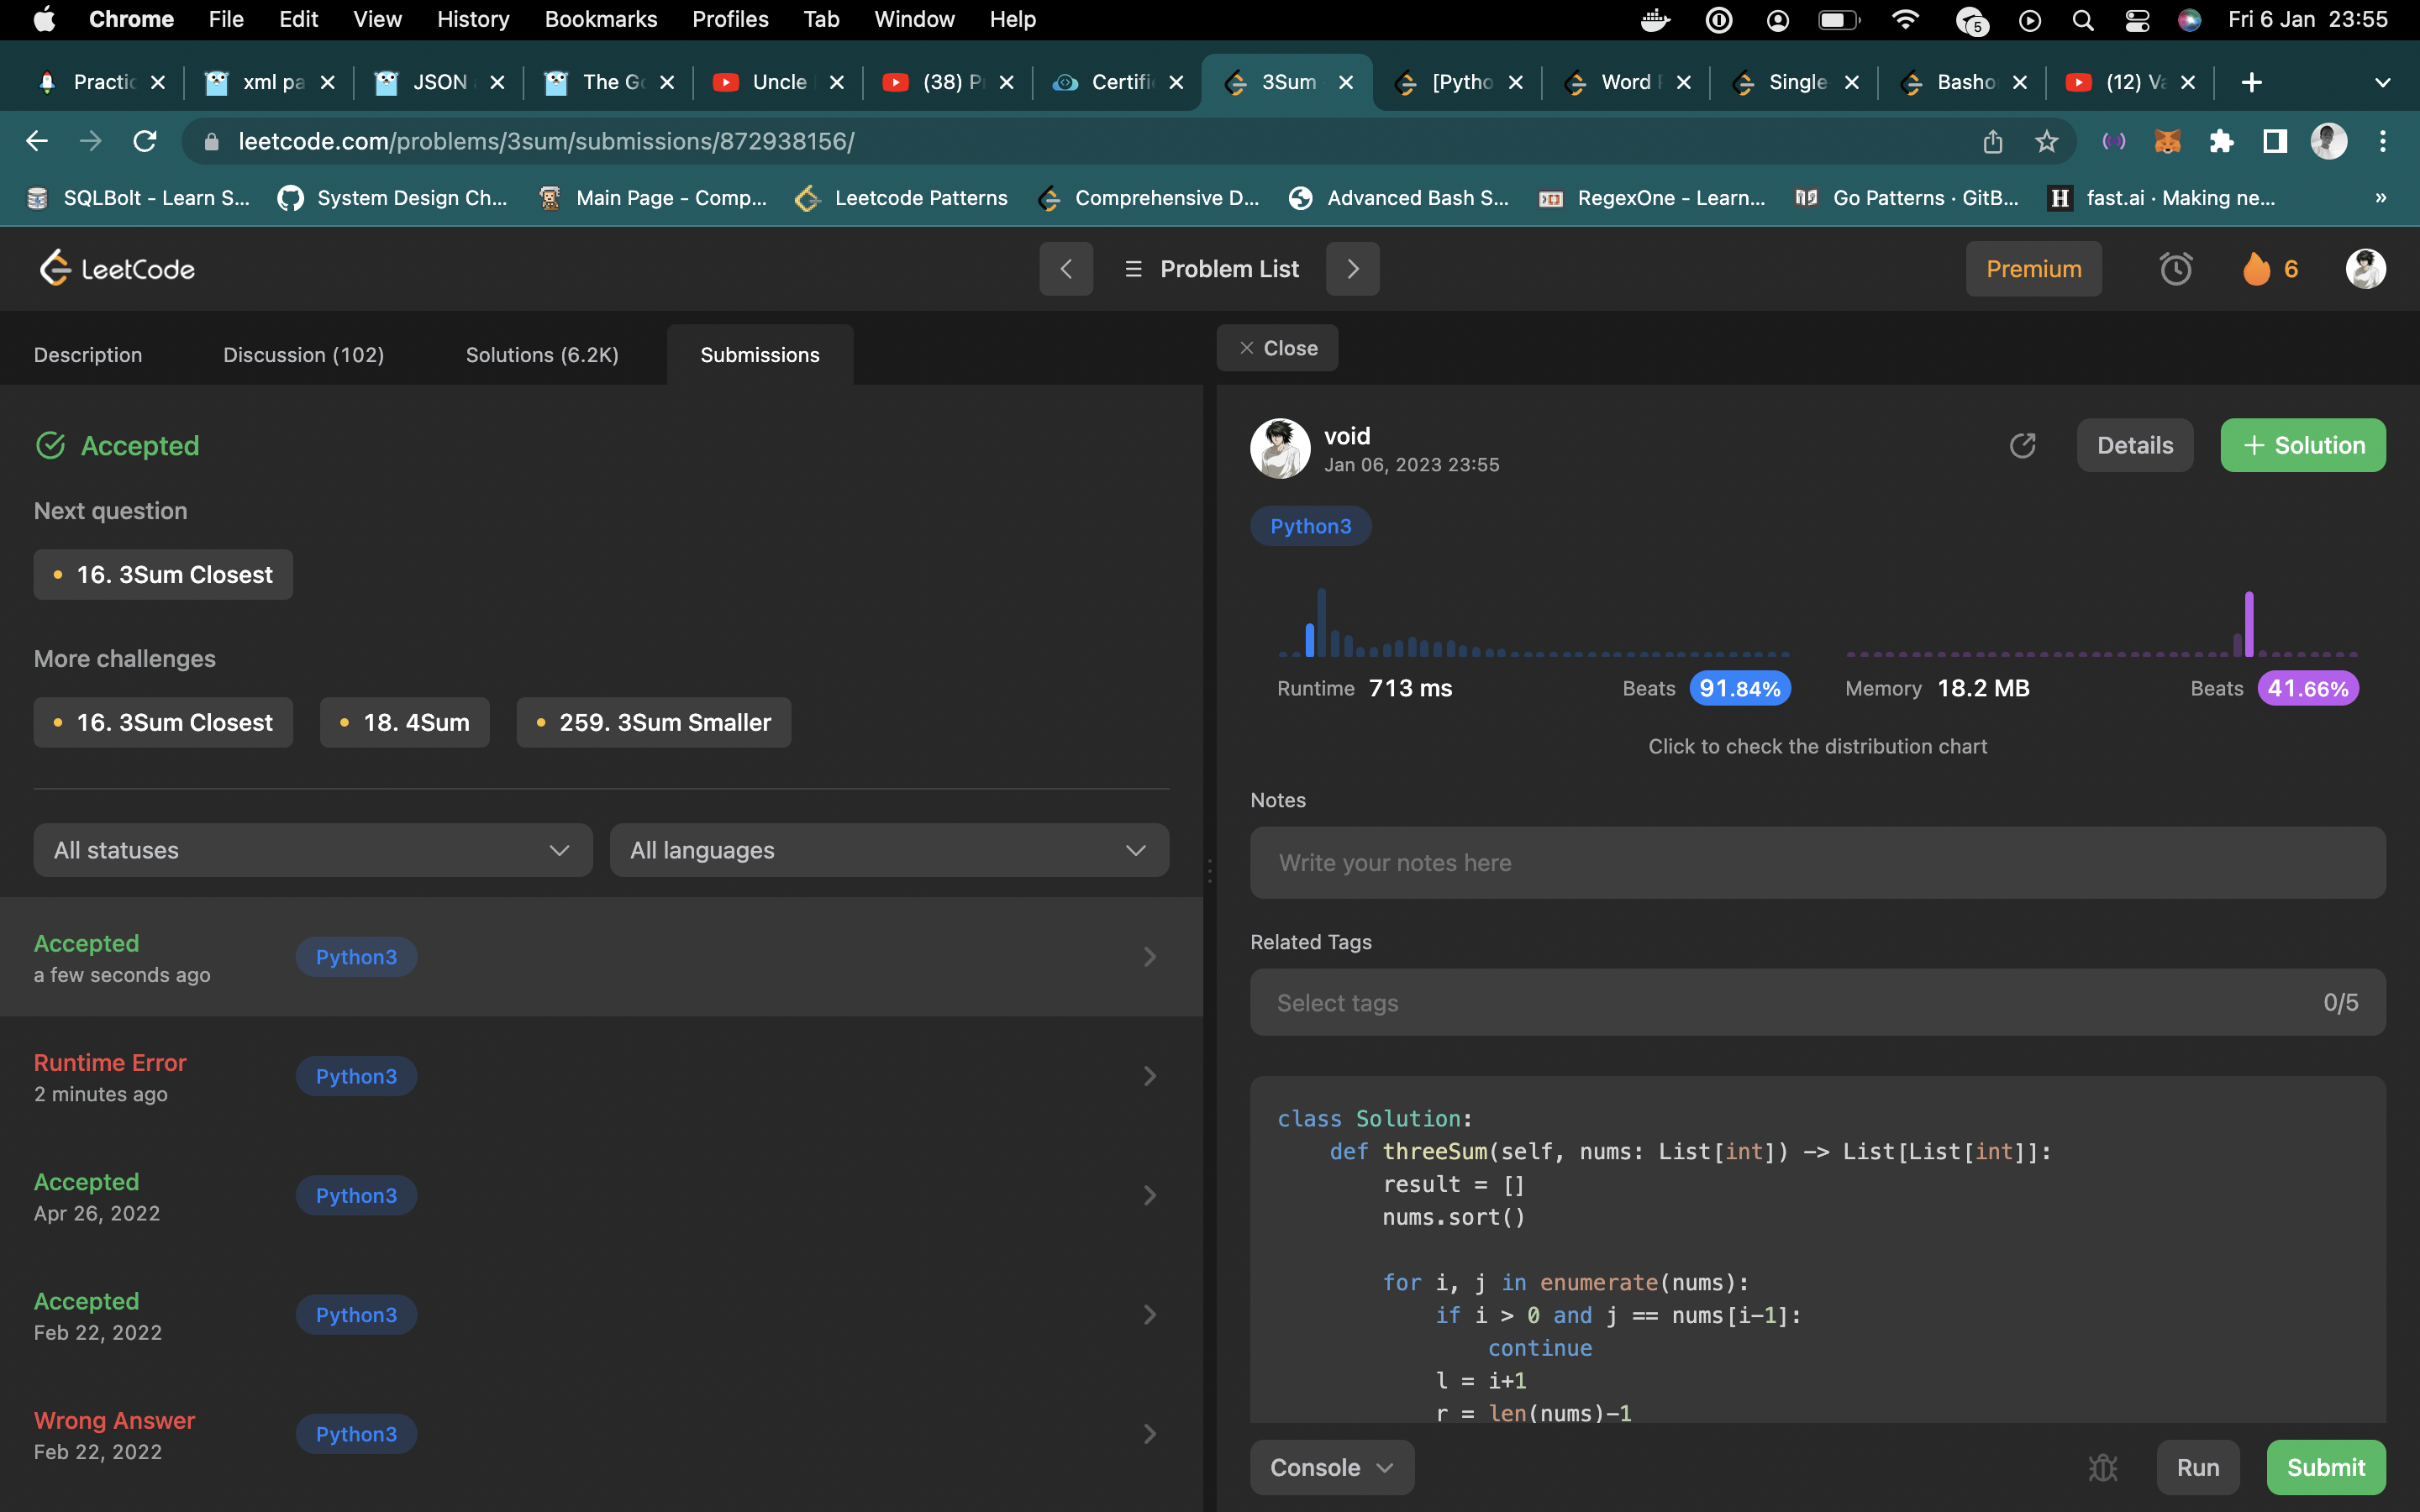 Chrome File Edit View History Bookmarks Profiles Tab Window Help 5 Fri 6 Jan 23:55
Practic xml pa JSON The Go Uncle (38) P Certifi 3Sum [Pytho Word Single Basho (12) Va
leetcode.com/problems/3sum/submissions/872938156/
SQLBolt - Learn S... System Design Ch... Main Page - Comp... Leetcode Patterns Comprehensive D... Advanced Bash S... RegexOne - Learn... Go Patterns · GitB... H fast.ai · Making ne... »
LeetCode Problem List Premium 6
Description Discussion (102) Solutions (6.2K) Submissions
Close
Accepted
Next question
16. 3Sum Closest
More challenges
16. 3Sum Closest 18. 4Sum 259. 3Sum Smaller
All statuses All languages
Accepted
a few seconds ago
Python3
Runtime Error
2 minutes ago
Python3
Accepted
Apr 26, 2022
Python3
Accepted
Feb 22, 2022
Python3
Wrong Answer
Feb 22, 2022
Python3
void
Jan 06, 2023 23:55
Details + Solution
Python3
Runtime 713 ms Beats 91.84% Memory 18.2 MB Beats 41.66%
Click to check the distribution chart
Notes
Write your notes here
Related Tags
Select tags 0/5
class Solution:
    def threeSum(self, nums: List[int]) -> List[List[int]]:
        result = []
        nums.sort()
        for i, j in enumerate(nums):
            if i > 0 and j == nums[i-1]:
                continue
            l = i+1
            r = len(nums)-1
Console Run Submit